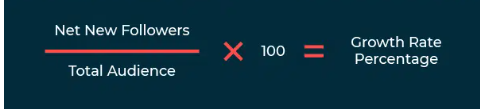 Net New Followers
Total Audience
× 100 =
Growth Rate
Percentage